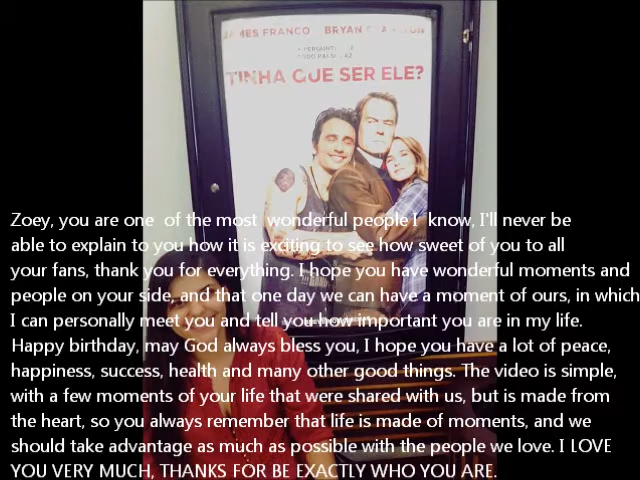 JAMES FRANCO BRYAN CRANSTON
TINHA QUE SER ELE?
Zoey, you are one of the most wonderful people I know, I'll never be
able to explain to you how it is exciting to see how sweet of you to all
your fans, thank you for everything. I hope you have wonderful moments and
people on your side, and that one day we can have a moment of ours, in which
I can personally meet you and tell you how important you are in my life.
Happy birthday, may God always bless you, I hope you have a lot of peace,
happiness, success, health and many other good things. The video is simple,
with a few moments of your life that were shared with us, but is made from
the heart, so you always remember that life is made of moments, and we
should take advantage as much as possible with the people we love. I LOVE
YOU VERY MUCH, THANKS FOR BE EXACTLY WHO YOU ARE.